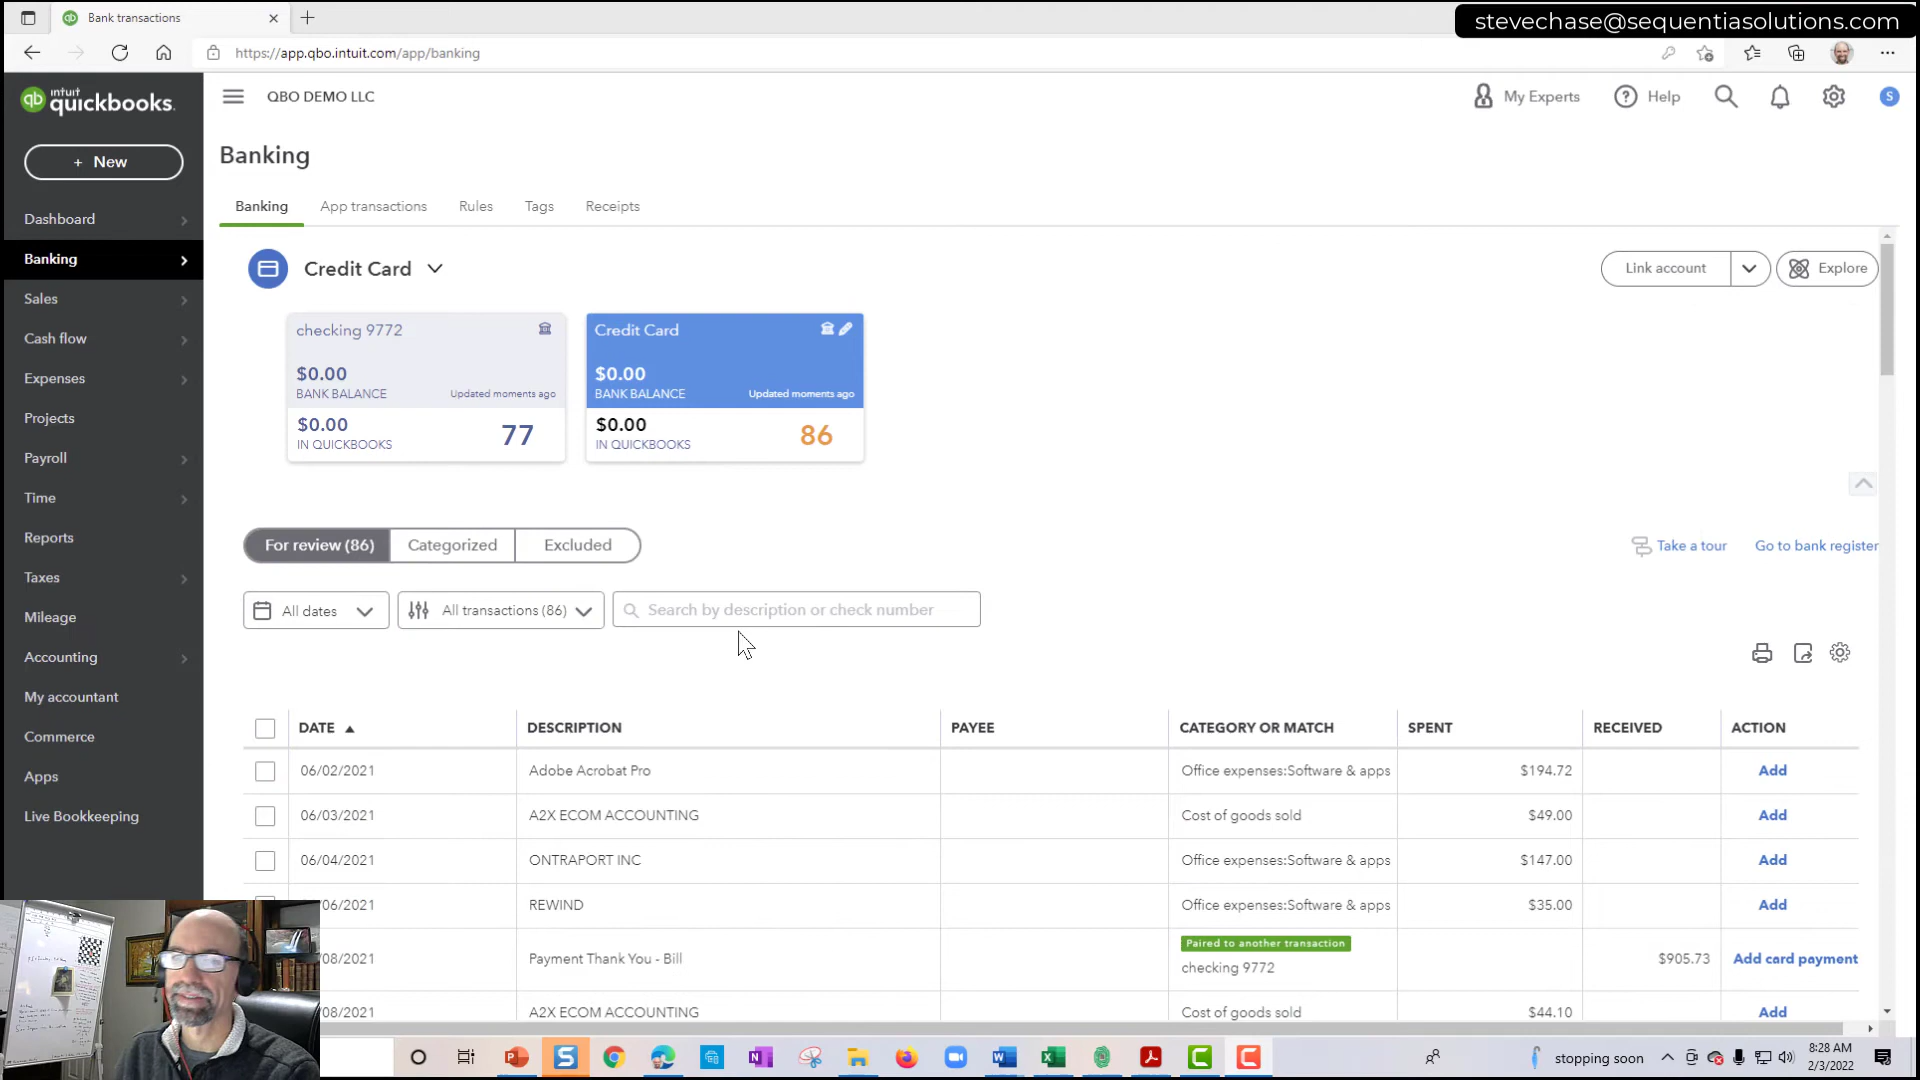 Bank transactions
stevechase@sequentiasolutions.com
https://app.qbo.intuit.com/app/banking
intuit
quickbooks.
qb
QBO DEMO LLC
My Experts
Help
S
+ New
Banking
Banking
App transactions
Rules
Tags
Receipts
Dashboard
Banking
Sales
Cash flow
Expenses
Projects
Payroll
Time
Reports
Taxes
Mileage
Accounting
My accountant
Commerce
Apps
Live Bookkeeping
Credit Card
Link account
Explore
checking 9772
$0.00
BANK BALANCE
Updated moments ago
$0.00
IN QUICKBOOKS
77
Credit Card
$0.00
BANK BALANCE
Updated moments ago
$0.00
IN QUICKBOOKS
86
For review (86)
Categorized
Excluded
Take a tour
Go to bank register
All dates
All transactions (86)
Search by description or check number
DATE DESCRIPTION PAYEE CATEGORY OR MATCH SPENT RECEIVED ACTION
06/02/2021 Adobe Acrobat Pro Office expenses:Software & apps $194.72 Add
06/03/2021 A2X ECOM ACCOUNTING Cost of goods sold $49.00 Add
06/04/2021 ONTRAPORT INC Office expenses:Software & apps $147.00 Add
06/2021 REWIND Office expenses:Software & apps $35.00 Add
Paired to another transaction
08/2021 Payment Thank You - Bill checking 9772 $905.73 Add card payment
08/2021 A2X ECOM ACCOUNTING Cost of goods sold $44.10 Add
stopping soon
8:28 AM
2/3/2022